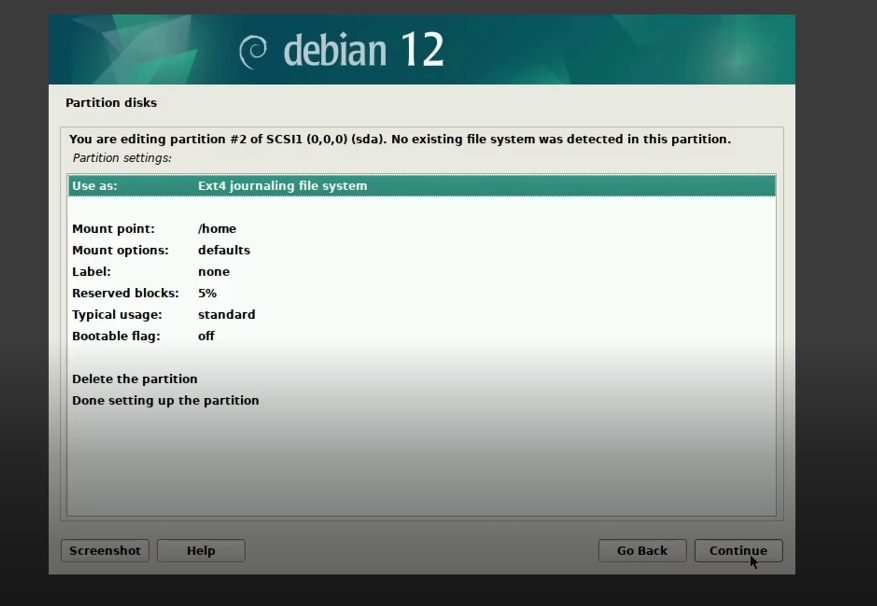 debian 12
Partition disks
You are editing partition #2 of SCSI1 (0,0,0) (sda). No existing file system was detected in this partition.
Partition settings:
Use as: Ext4 journaling file system
Mount point: /home
Mount options: defaults
Label: none
Reserved blocks: 5%
Typical usage: standard
Bootable flag: off
Delete the partition
Done setting up the partition
Screenshot Help Go Back Continue